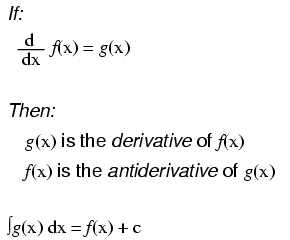 If:
d/dx f(x) = g(x)
Then:
g(x) is the derivative of f(x)
f(x) is the antiderivative of g(x)
∫g(x) dx = f(x) + c